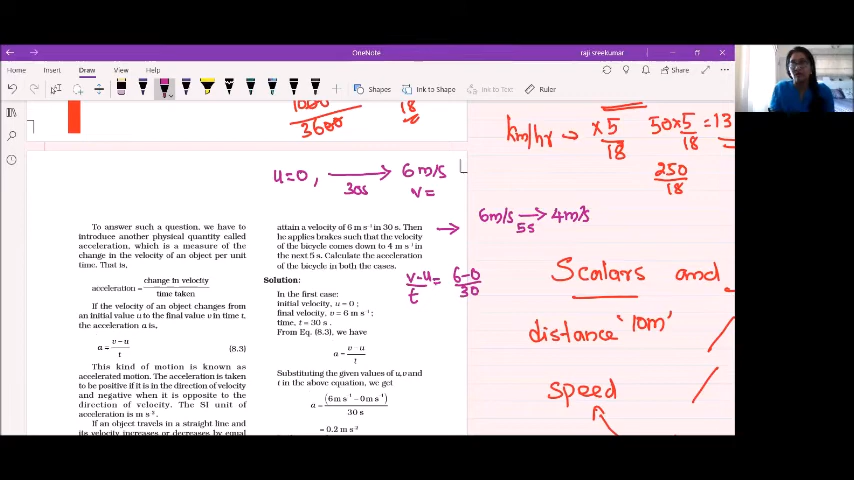 OneNote
raji sreekumar
Home Insert Draw View Help
Share
Shapes Ink to Shape Ink to Text Ruler
1000
3600
18
km/hr → × 5/18 50×5/18 = 13
250/18
u=0, → 6m/s
30s v=
6m/s → 4m/s
5s
v-u/t = 6-0/30
Scalars and
distance '10m'
speed
To answer such a question, we have to
introduce another physical quantity called
acceleration, which is a measure of the
change in the velocity of an object per unit
time. That is,
acceleration = change in velocity / time taken
If the velocity of an object changes from
an initial value u to the final value v in time t,
the acceleration a is,
a = v – u / t (8.3)
This kind of motion is known as
accelerated motion. The acceleration is taken
to be positive if it is in the direction of velocity
and negative when it is opposite to the
direction of velocity. The SI unit of
acceleration is m s⁻².
If an object travels in a straight line and
its velocity increases or decreases by equal
attain a velocity of 6 m s⁻¹ in 30 s. Then
he applies brakes such that the velocity
of the bicycle comes down to 4 m s⁻¹ in
the next 5 s. Calculate the acceleration
of the bicycle in both the cases.
Solution:
In the first case:
initial velocity, u = 0 ;
final velocity, v = 6 m s⁻¹ ;
time, t = 30 s .
From Eq. (8.3), we have
a = v – u / t
Substituting the given values of u,v and
t in the above equation, we get
a = (6 m s⁻¹ – 0 m s⁻¹) / 30 s
= 0.2 m s⁻²